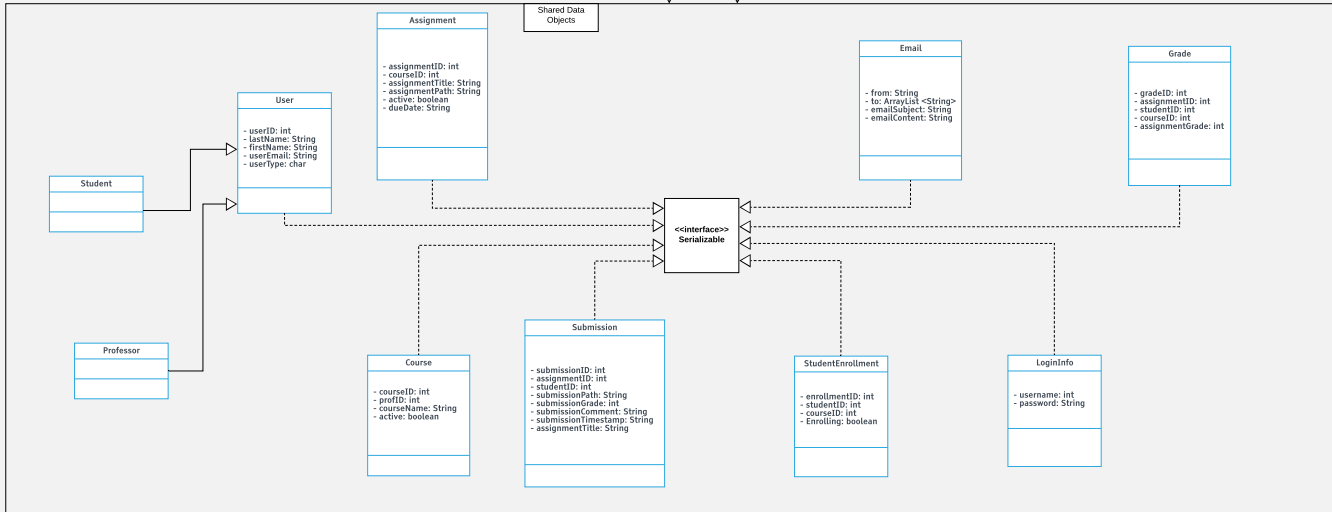 Shared Data
Objects
Assignment
- assignmentID: int
- courseID: int
- assignmentTitle: String
- assignmentPath: String
- active: boolean
- dueDate: String
Email
- from: String
- to: ArrayList <String>
- emailSubject: String
- emailContent: String
Grade
- gradeID: int
- assignmentID: int
- studentID: int
- courseID: int
- assignmentGrade: int
User
- userID: int
- lastName: String
- firstName: String
- userEmail: String
- userType: char
Student
<<interface>>
Serializable
Professor
Course
- courseID: int
- profID: int
- courseName: String
- active: boolean
Submission
- submissionID: int
- assignmentID: int
- studentID: int
- submissionPath: String
- submissionGrade: int
- submissionComment: String
- submissionTimestamp: String
- assignmentTitle: String
StudentEnrollment
- enrollmentID: int
- studentID: int
- courseID: int
- Enrolling: boolean
LoginInfo
- username: int
- password: String